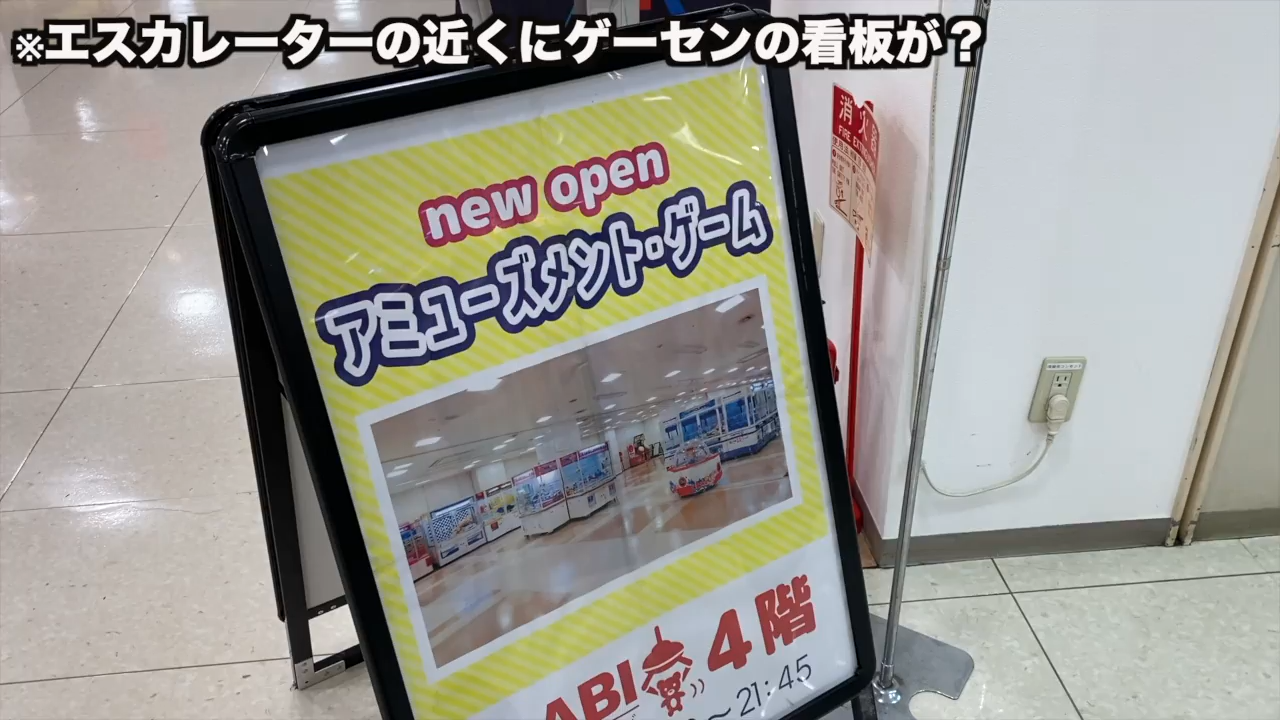 ※エスカレーターの近くにゲーセンの看板が？
new open
アミューズメント・ゲーム
ABI 4階
～21:45
消火器
FIRE EXT